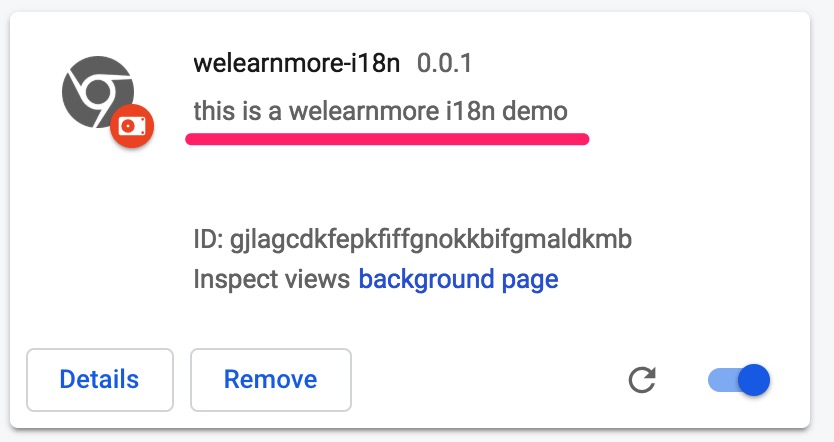 welearnmore-i18n 0.0.1
this is a welearnmore i18n demo
ID: gjlagcdkfepkfiffgnokkbifgmaldkmb
Inspect views background page
Details Remove